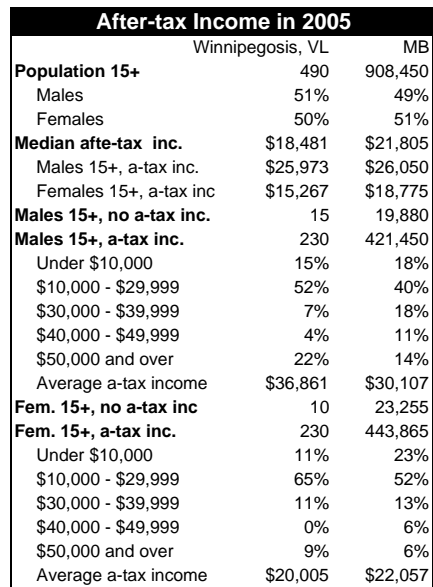 After-tax Income in 2005
Winnipegosis, VL MB
Population 15+ 490 908,450
Males 51% 49%
Females 50% 51%
Median afte-tax inc. $18,481 $21,805
Males 15+, a-tax inc. $25,973 $26,050
Females 15+, a-tax inc $15,267 $18,775
Males 15+, no a-tax inc. 15 19,880
Males 15+, a-tax inc. 230 421,450
Under $10,000 15% 18%
$10,000 - $29,999 52% 40%
$30,000 - $39,999 7% 18%
$40,000 - $49,999 4% 11%
$50,000 and over 22% 14%
Average a-tax income $36,861 $30,107
Fem. 15+, no a-tax inc 10 23,255
Fem. 15+, a-tax inc. 230 443,865
Under $10,000 11% 23%
$10,000 - $29,999 65% 52%
$30,000 - $39,999 11% 13%
$40,000 - $49,999 0% 6%
$50,000 and over 9% 6%
Average a-tax income $20,005 $22,057